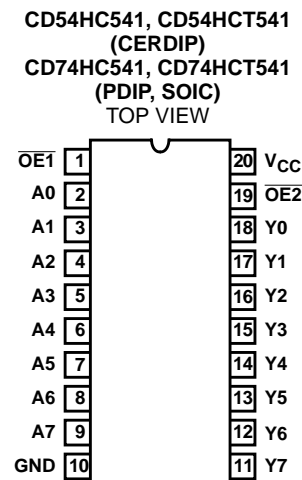 CD54HC541, CD54HCT541
(CERDIP)
CD74HC541, CD74HCT541
(PDIP, SOIC)
TOP VIEW
OE1 1 20 VCC
A0 2 19 OE2
A1 3 18 Y0
A2 4 17 Y1
A3 5 16 Y2
A4 6 15 Y3
A5 7 14 Y4
A6 8 13 Y5
A7 9 12 Y6
GND 10 11 Y7